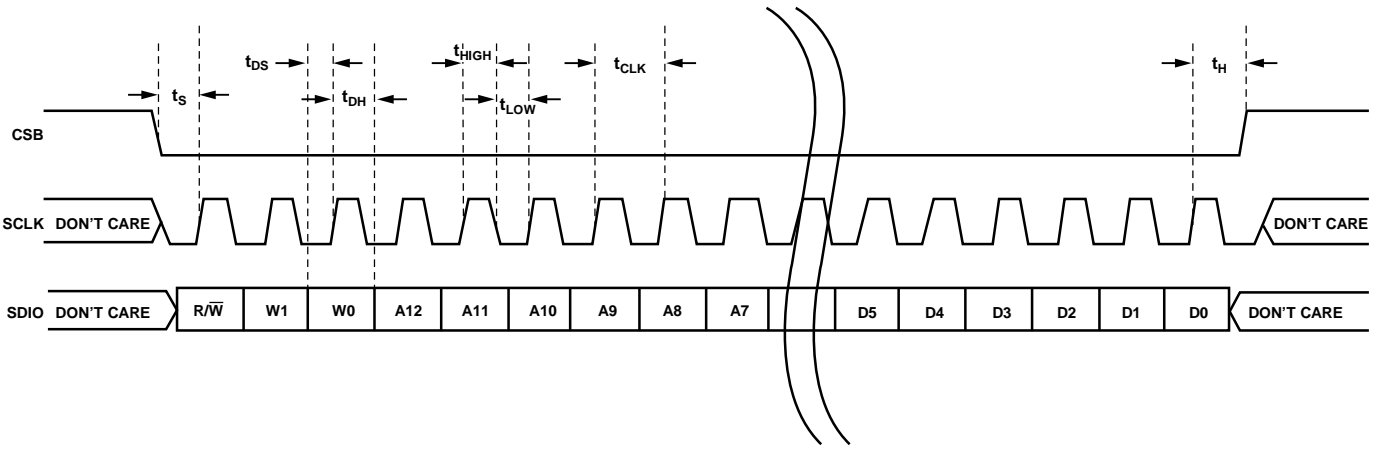 tDS
tHIGH
tCLK
tH
tS
tDH
tLOW
CSB
SCLK DON'T CARE DON'T CARE
SDIO DON'T CARE R/W̅ W1 W0 A12 A11 A10 A9 A8 A7 D5 D4 D3 D2 D1 D0 DON'T CARE